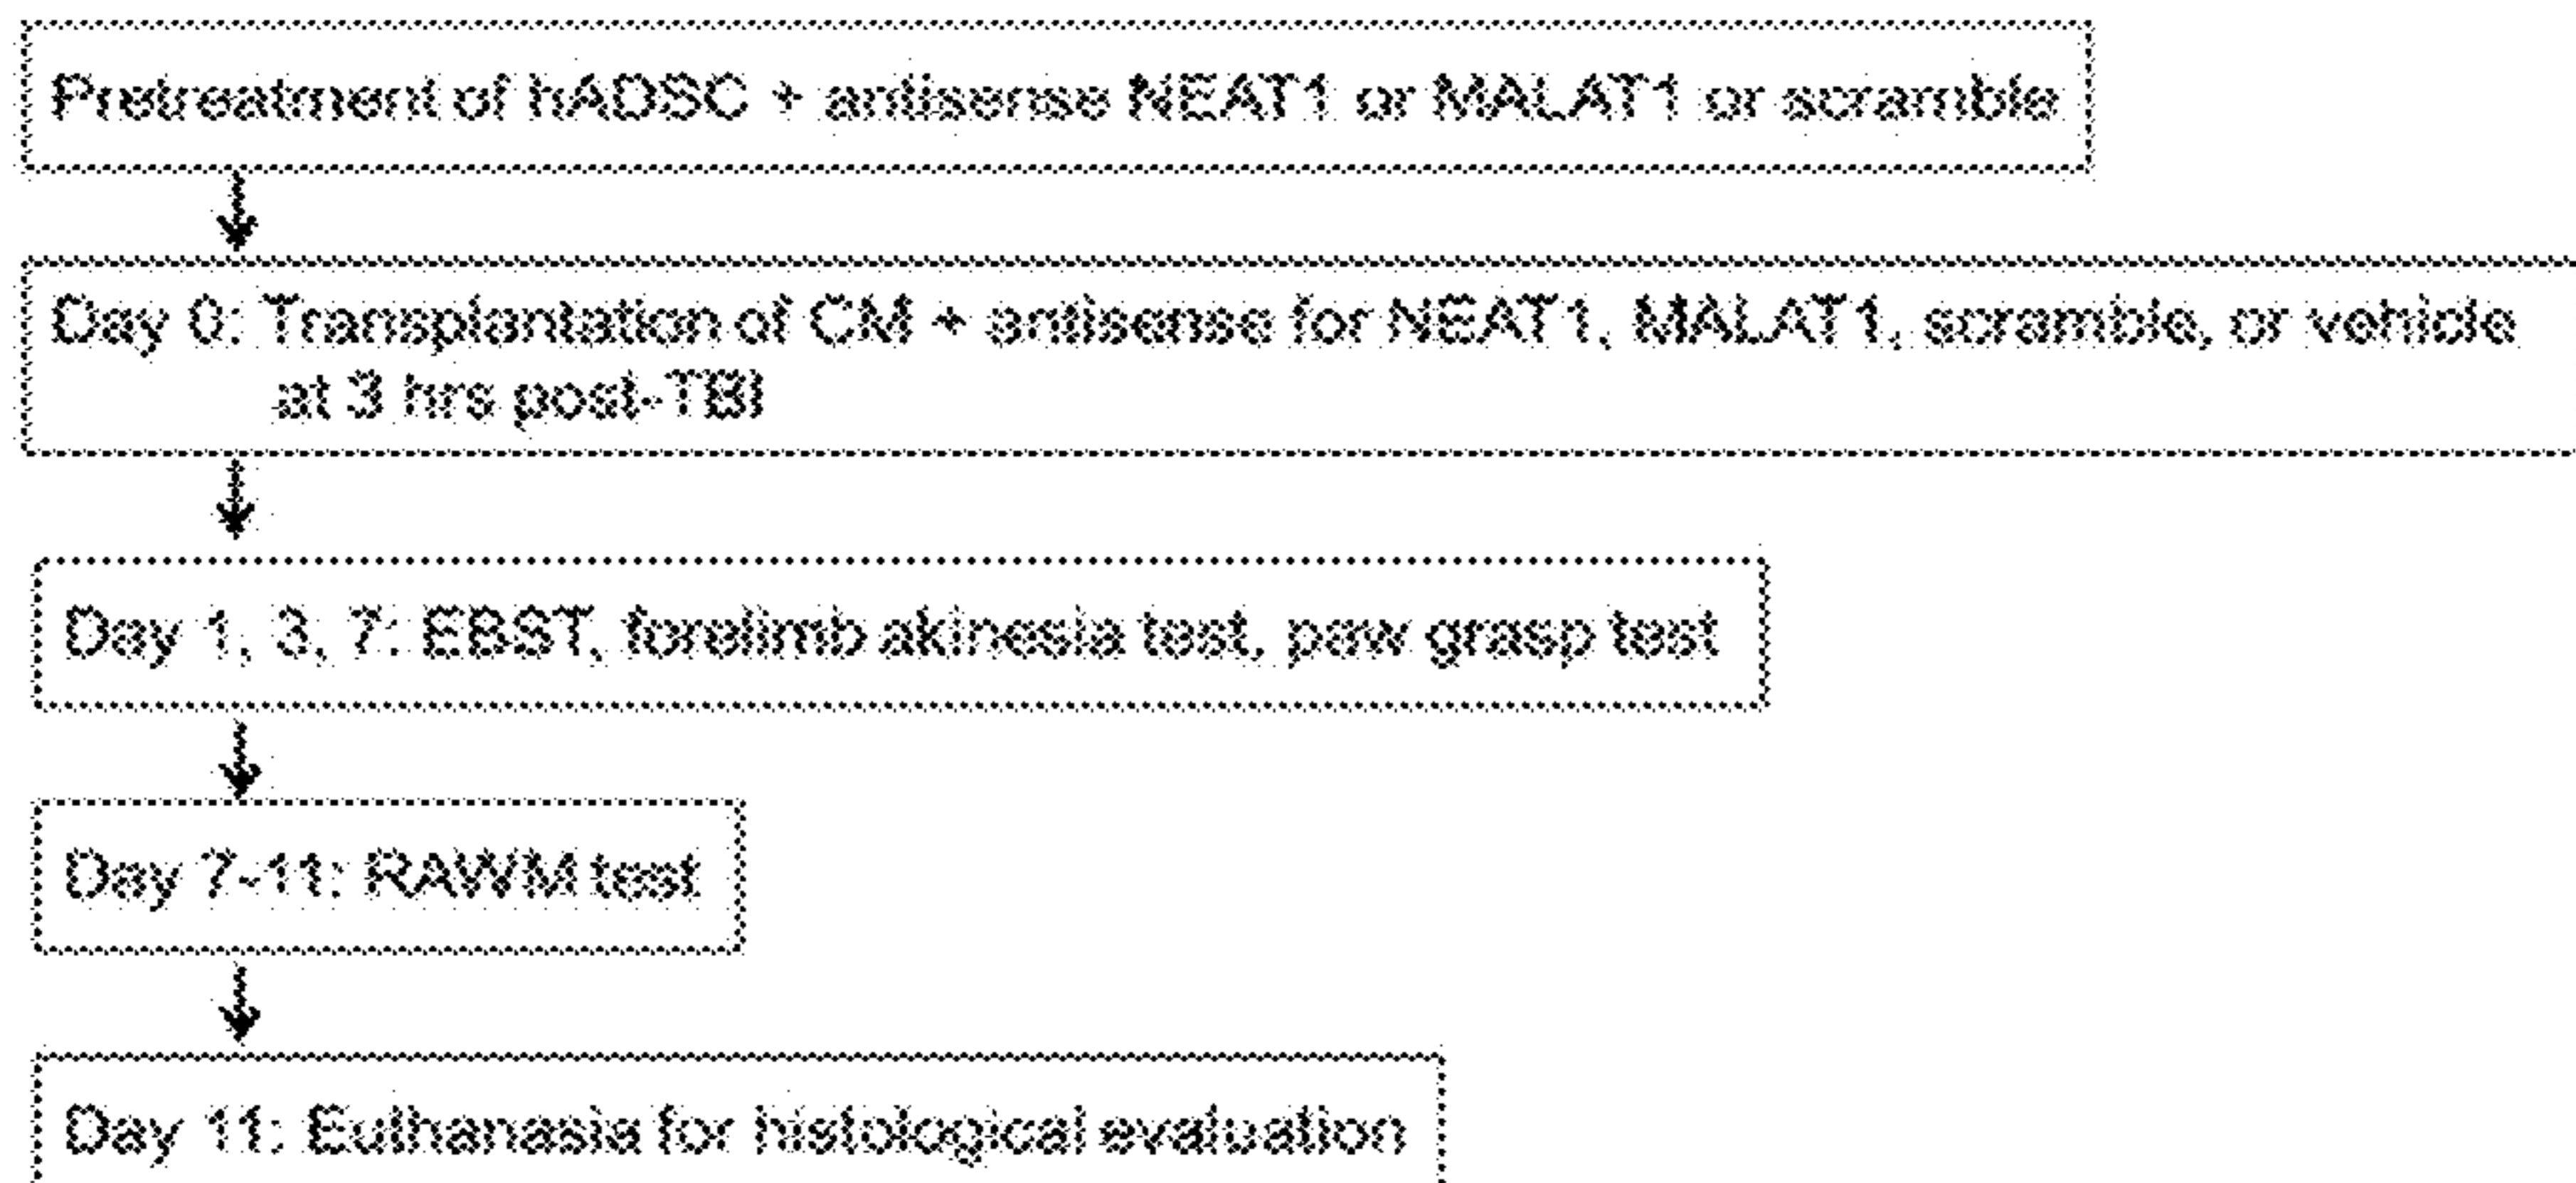 Pretreatment of hADSC + antisense NEAT1 or MALAT1 or scramble
Day 0: Transplantation of CM + antisense for NEAT1, MALAT1, scramble, or vehicle
at 3 hrs post-TBI
Day 1, 3, 7: EBST, forelimb akinesia test, paw grasp test
Day 7-11: RAWM test
Day 11: Euthanasia for histological evaluation